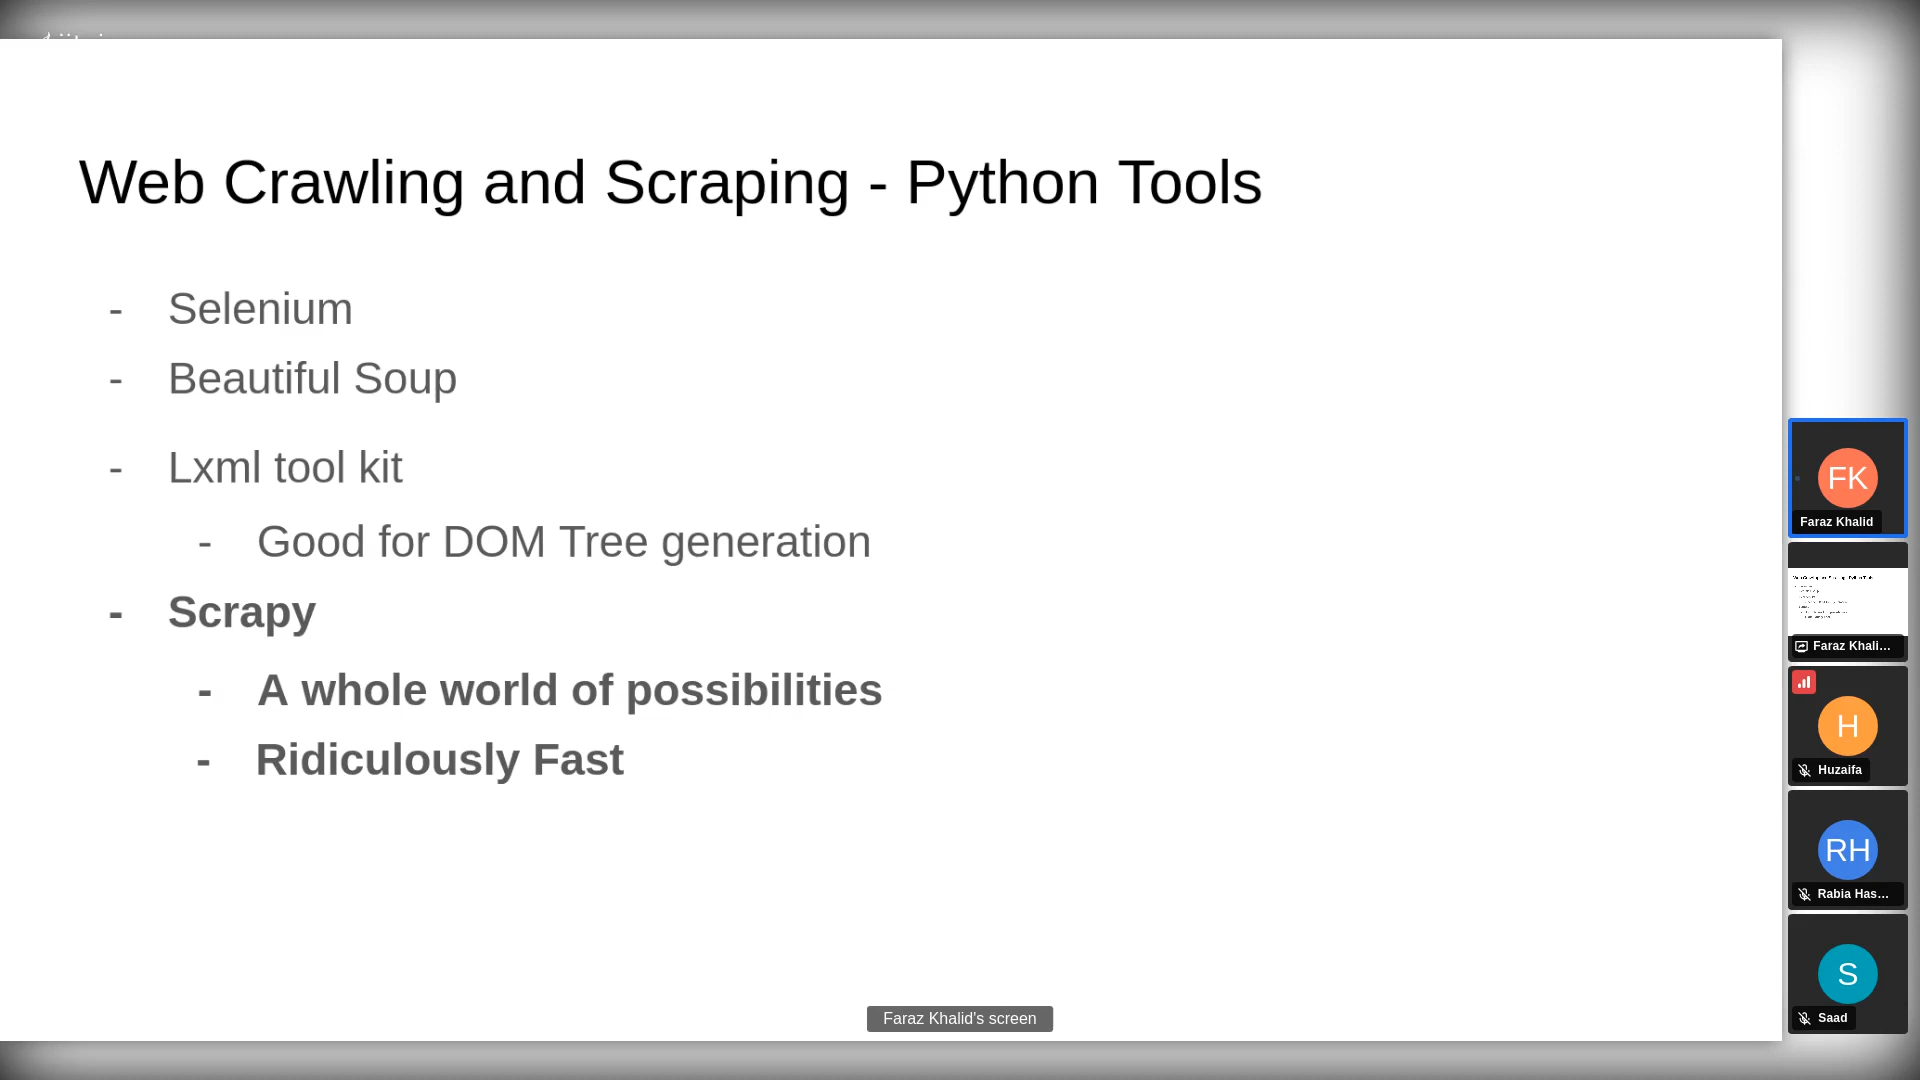 Web Crawling and Scraping - Python Tools
- Selenium
- Beautiful Soup
- Lxml tool kit
- Good for DOM Tree generation
- Scrapy
- A whole world of possibilities
- Ridiculously Fast
Faraz Khalid's screen
FK
Faraz Khalid
Faraz Khali...
H
Huzaifa
RH
Rabia Has...
S
Saad